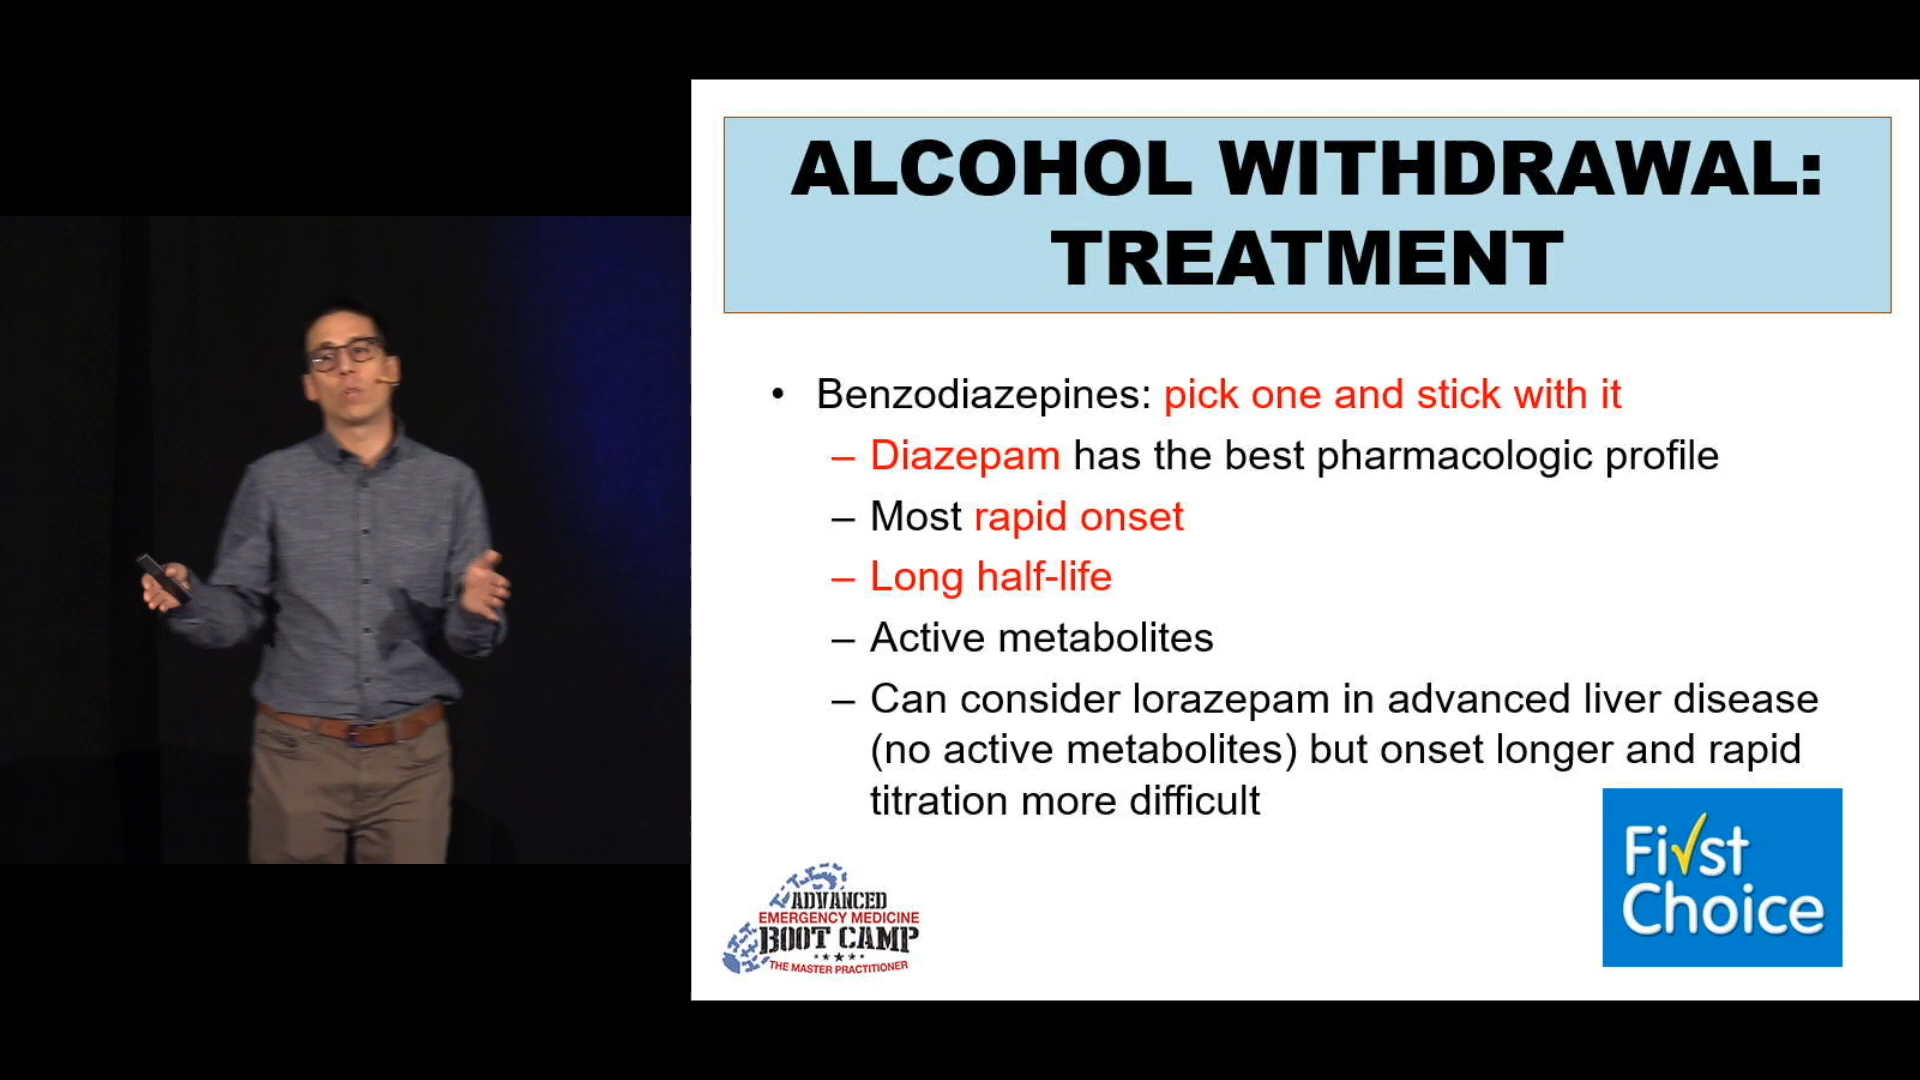 ALCOHOL WITHDRAWAL:
TREATMENT
• Benzodiazepines: pick one and stick with it
– Diazepam has the best pharmacologic profile
– Most rapid onset
– Long half-life
– Active metabolites
– Can consider lorazepam in advanced liver disease
(no active metabolites) but onset longer and rapid
titration more difficult
ADVANCED
EMERGENCY MEDICINE
BOOT CAMP
THE MASTER PRACTITIONER
First
Choice